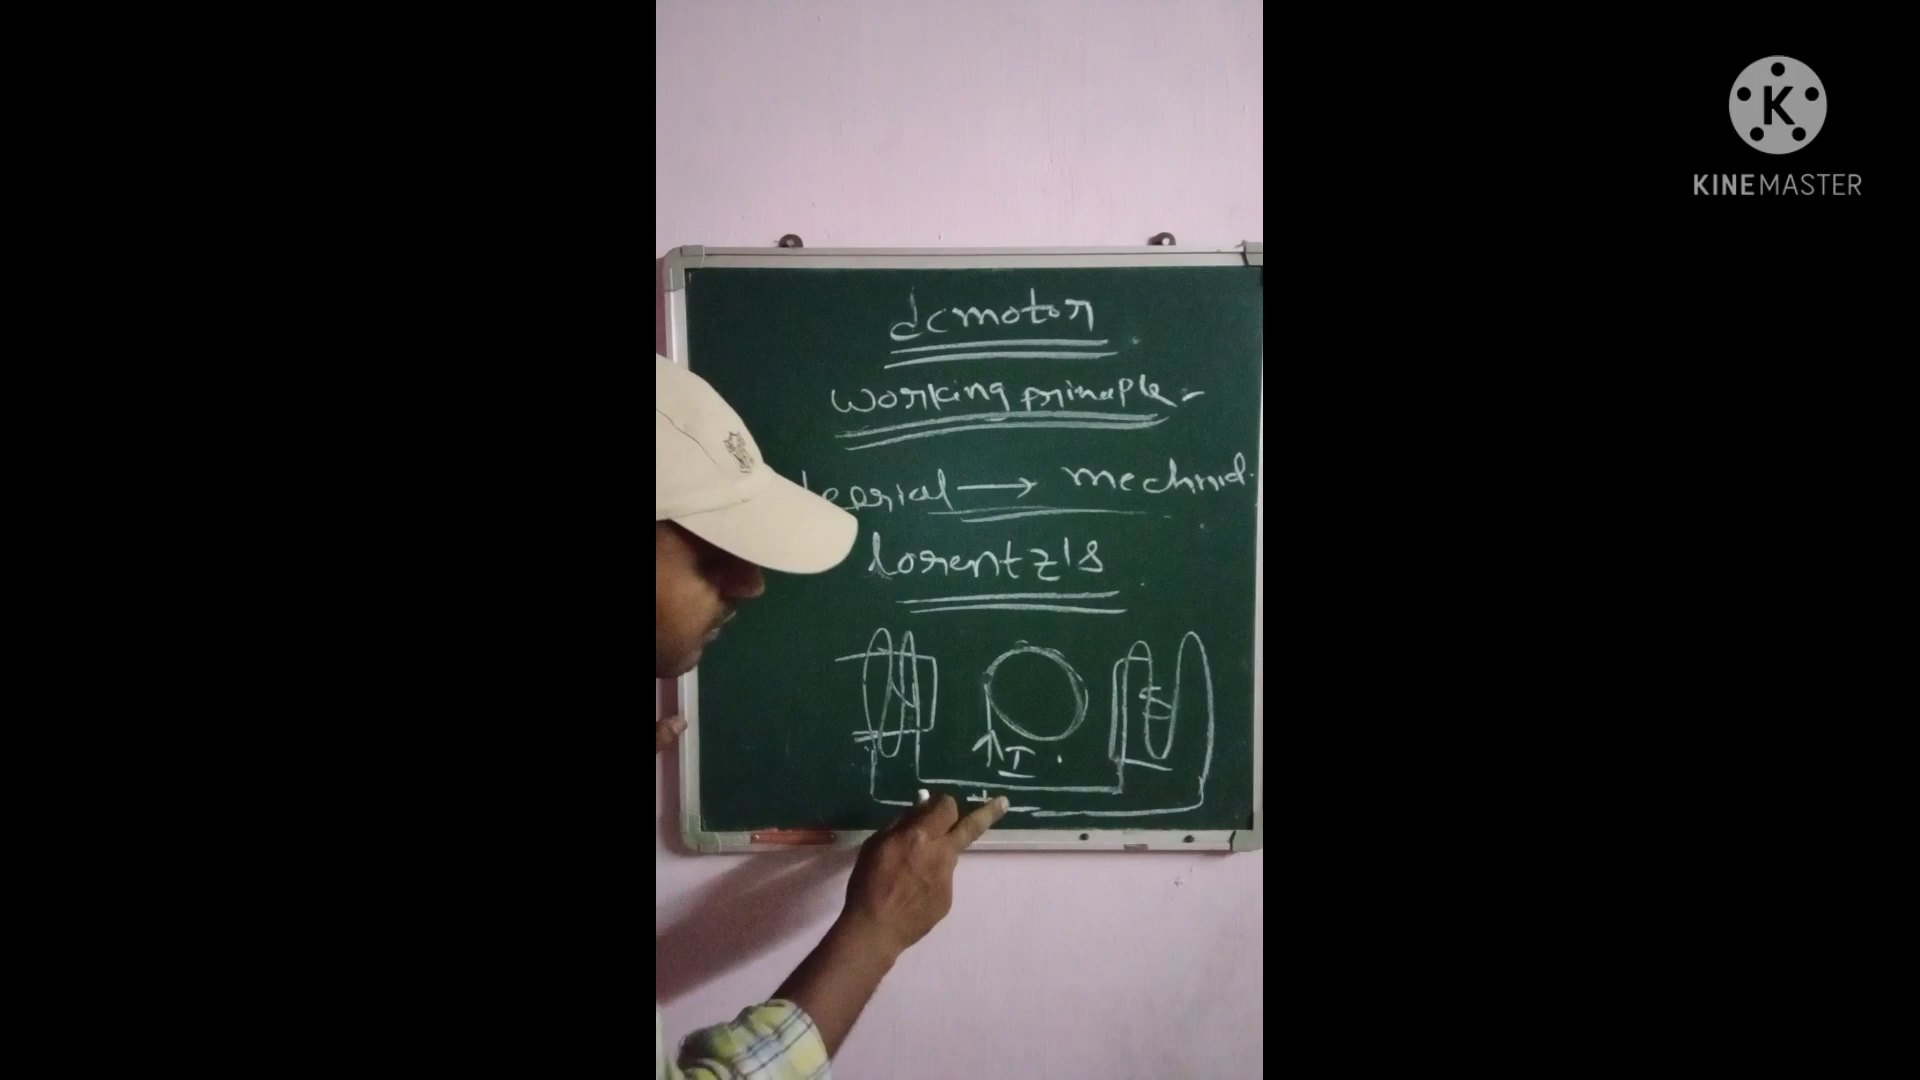 dcmotor
working principle -
→ mechnid.
lorentz's
N
S
I
+
KINEMASTER